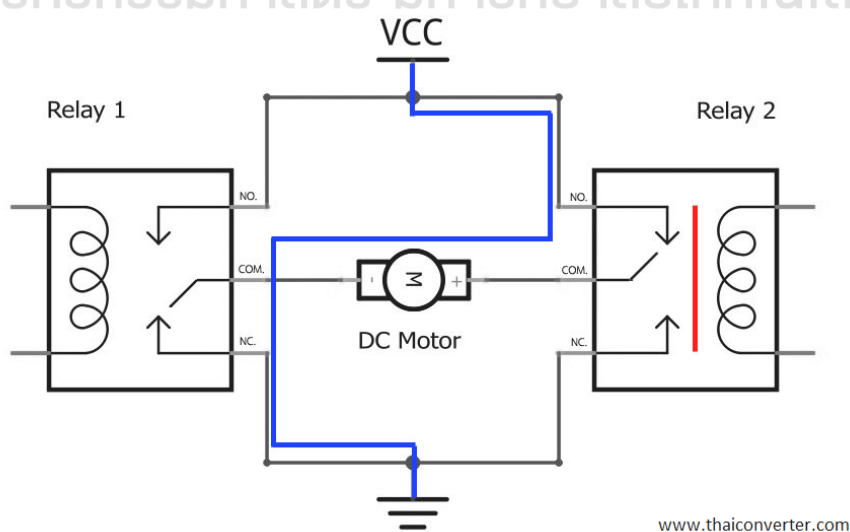 VCC
Relay 1
Relay 2
NO.
NO.
COM.
- M +
COM.
NC.
DC Motor
NC.
www.thaiconverter.com